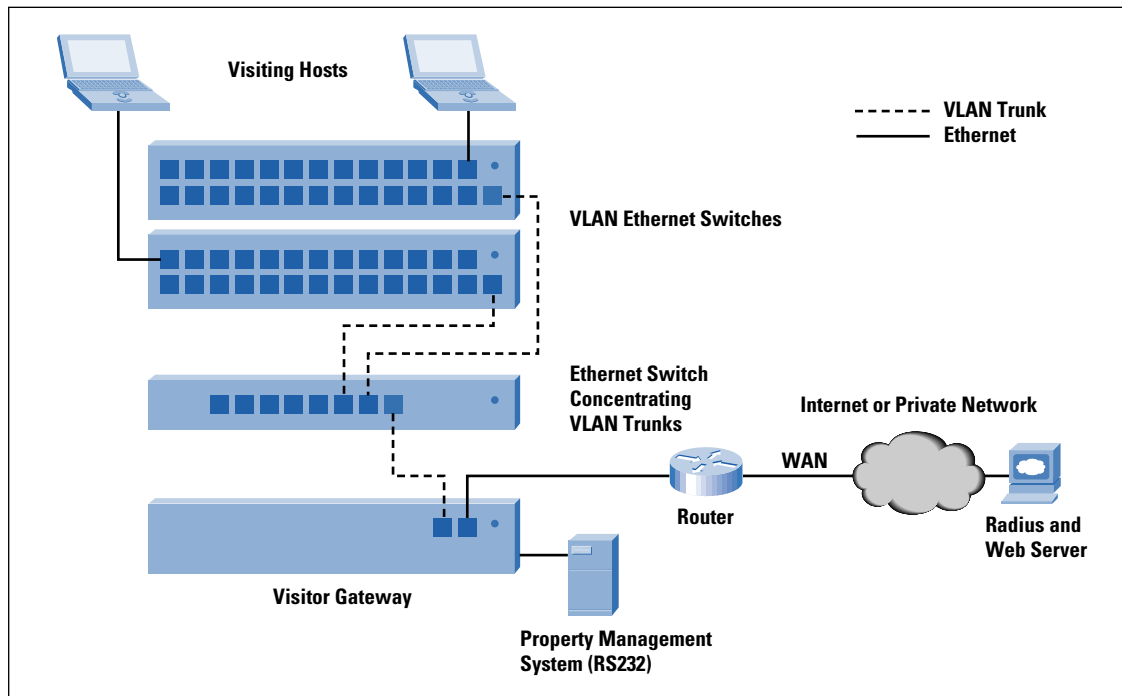 Visiting Hosts
VLAN Trunk
Ethernet
VLAN Ethernet Switches
Ethernet Switch
Concentrating
VLAN Trunks
Internet or Private Network
WAN
Router
Radius and
Web Server
Visitor Gateway
Property Management
System (RS232)